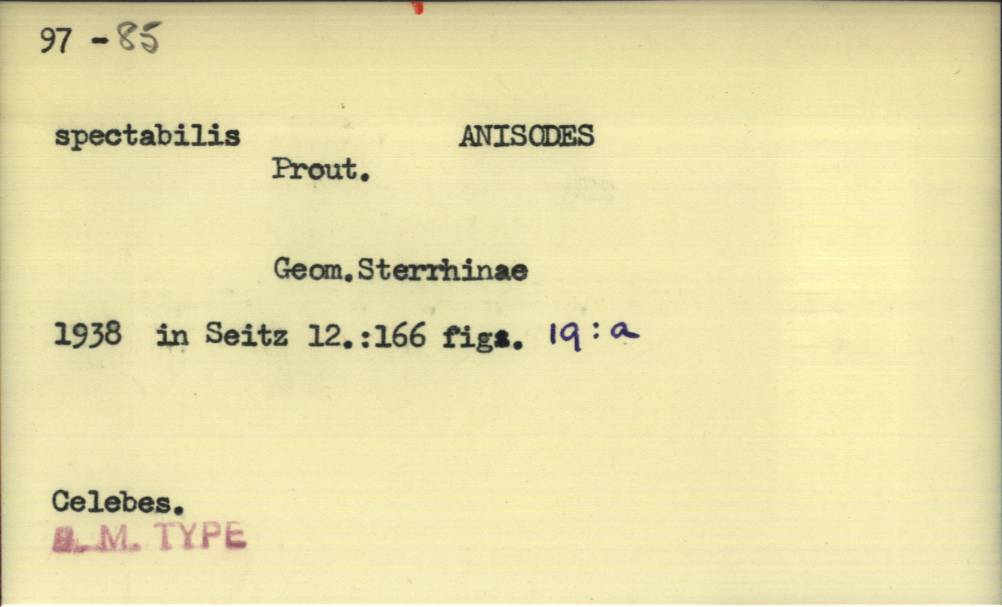 97 - 85
spectabilis ANISODES
Prout.
Geom.Sterrhinae
1938 in Seitz 12.:166 figs. 19:a
Celebes.
B. M. TYPE